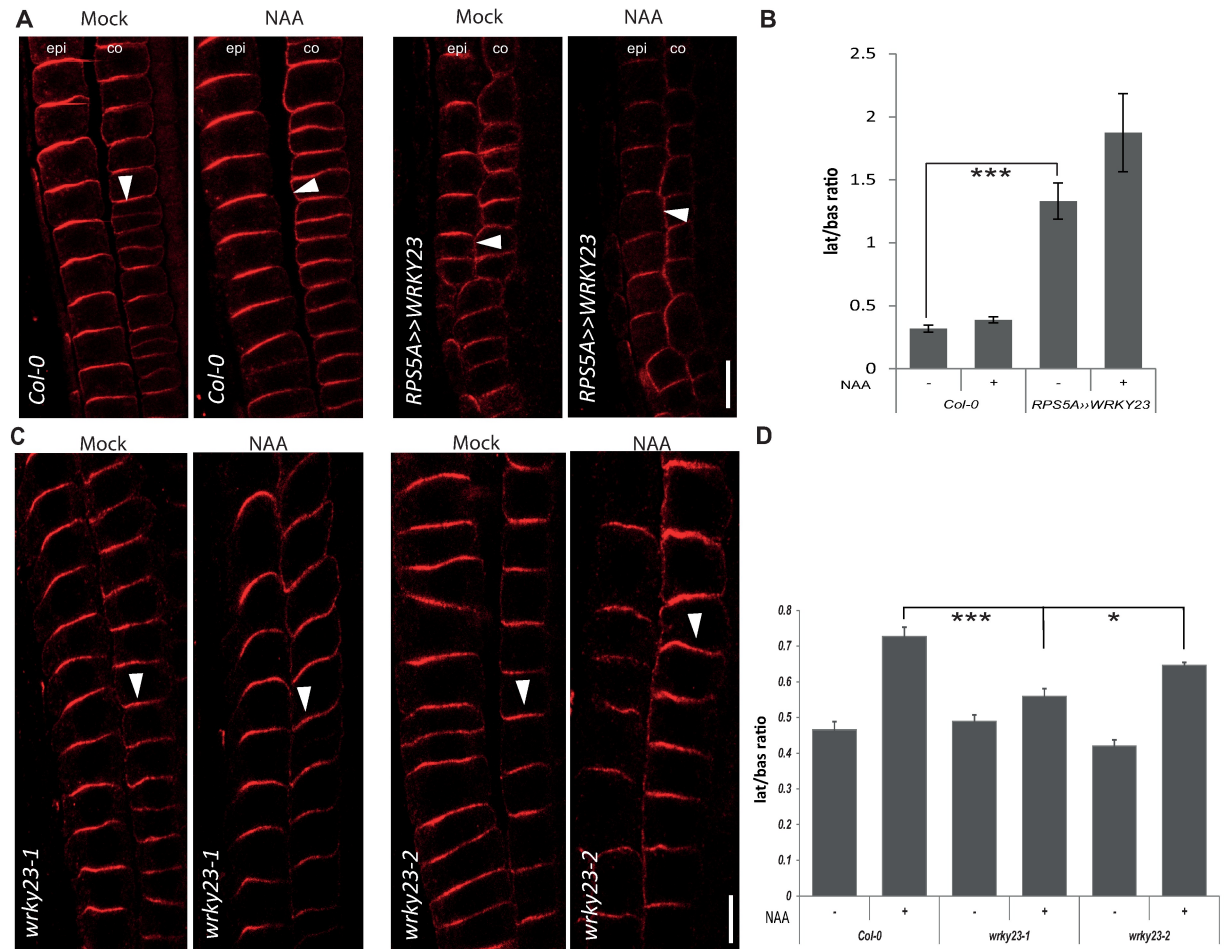 A
Mock
NAA
Mock
NAA
epi
co
epi
co
epi
co
epi
co
Col-0
Col-0
RPS5A>>WRKY23
RPS5A>>WRKY23
B
2.5
2
1.5
1
0.5
0
lat/bas ratio
***
NAA
-
+
-
+
Col-0
RPS5A››WRKY23
C
Mock
NAA
Mock
NAA
wrky23-1
wrky23-1
wrky23-2
wrky23-2
D
0.8
0.7
0.6
0.5
0.4
0.3
0.2
0.1
0
lat/bas ratio
***
*
NAA
-
+
-
+
-
+
Col-0
wrky23-1
wrky23-2